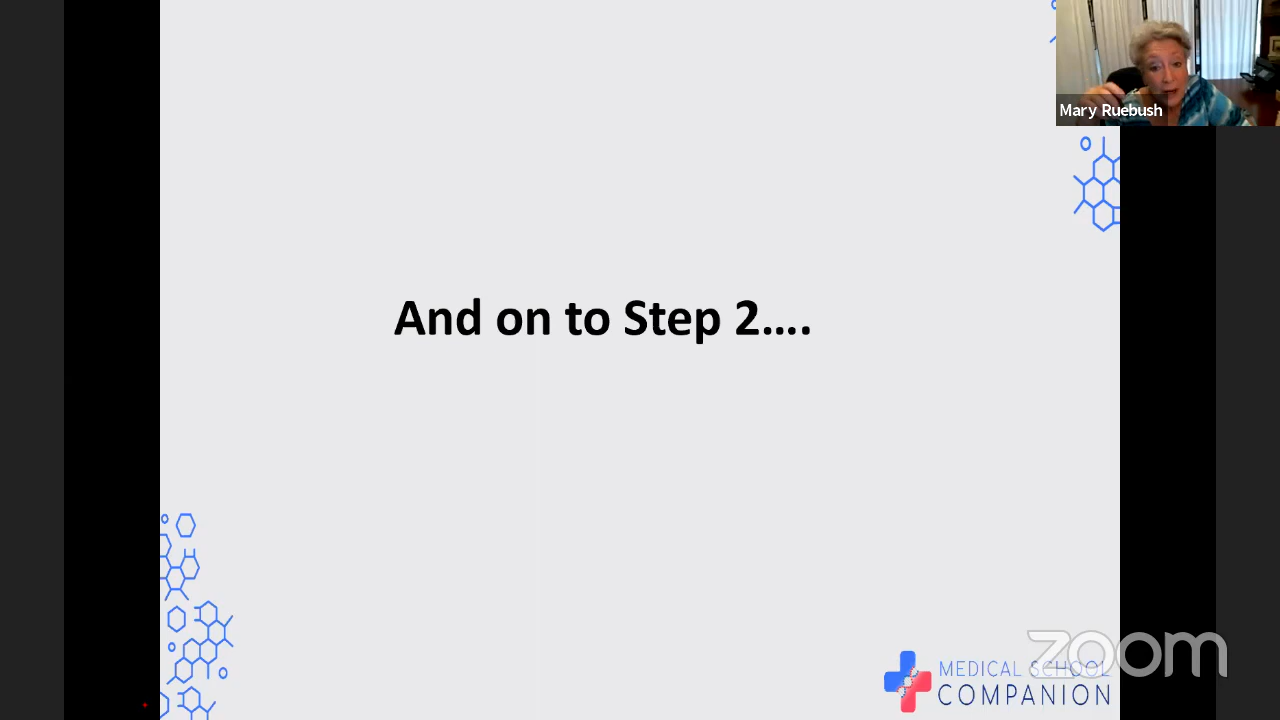 Mary Ruebush
And on to Step 2….
zoom
MEDICAL SCHOOL
COMPANION